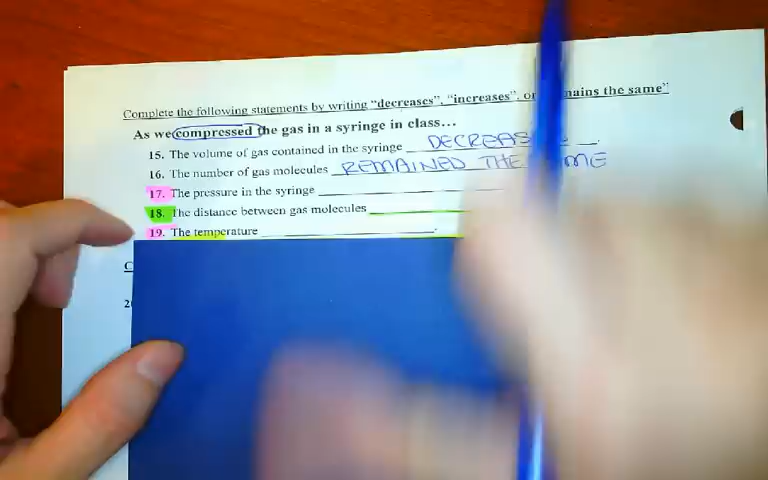 Complete the following statements by writing "decreases", "increases", or mains the same"
As we compressed the gas in a syringe in class...
15. The volume of gas contained in the syringe DECREAS
16. The number of gas molecules REMAINED THE ME
17. The pressure in the syringe
18. The distance between gas molecules
19. The temperature
C
2